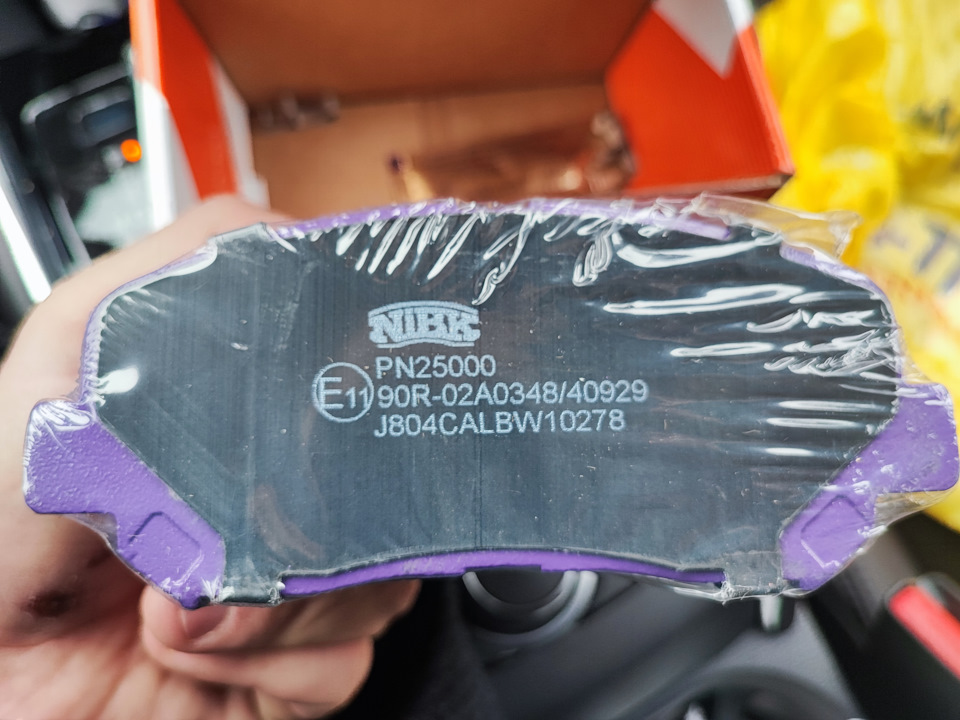 NiBK
PN25000
E11 90R-02A0348/40929
J804CALBW10278